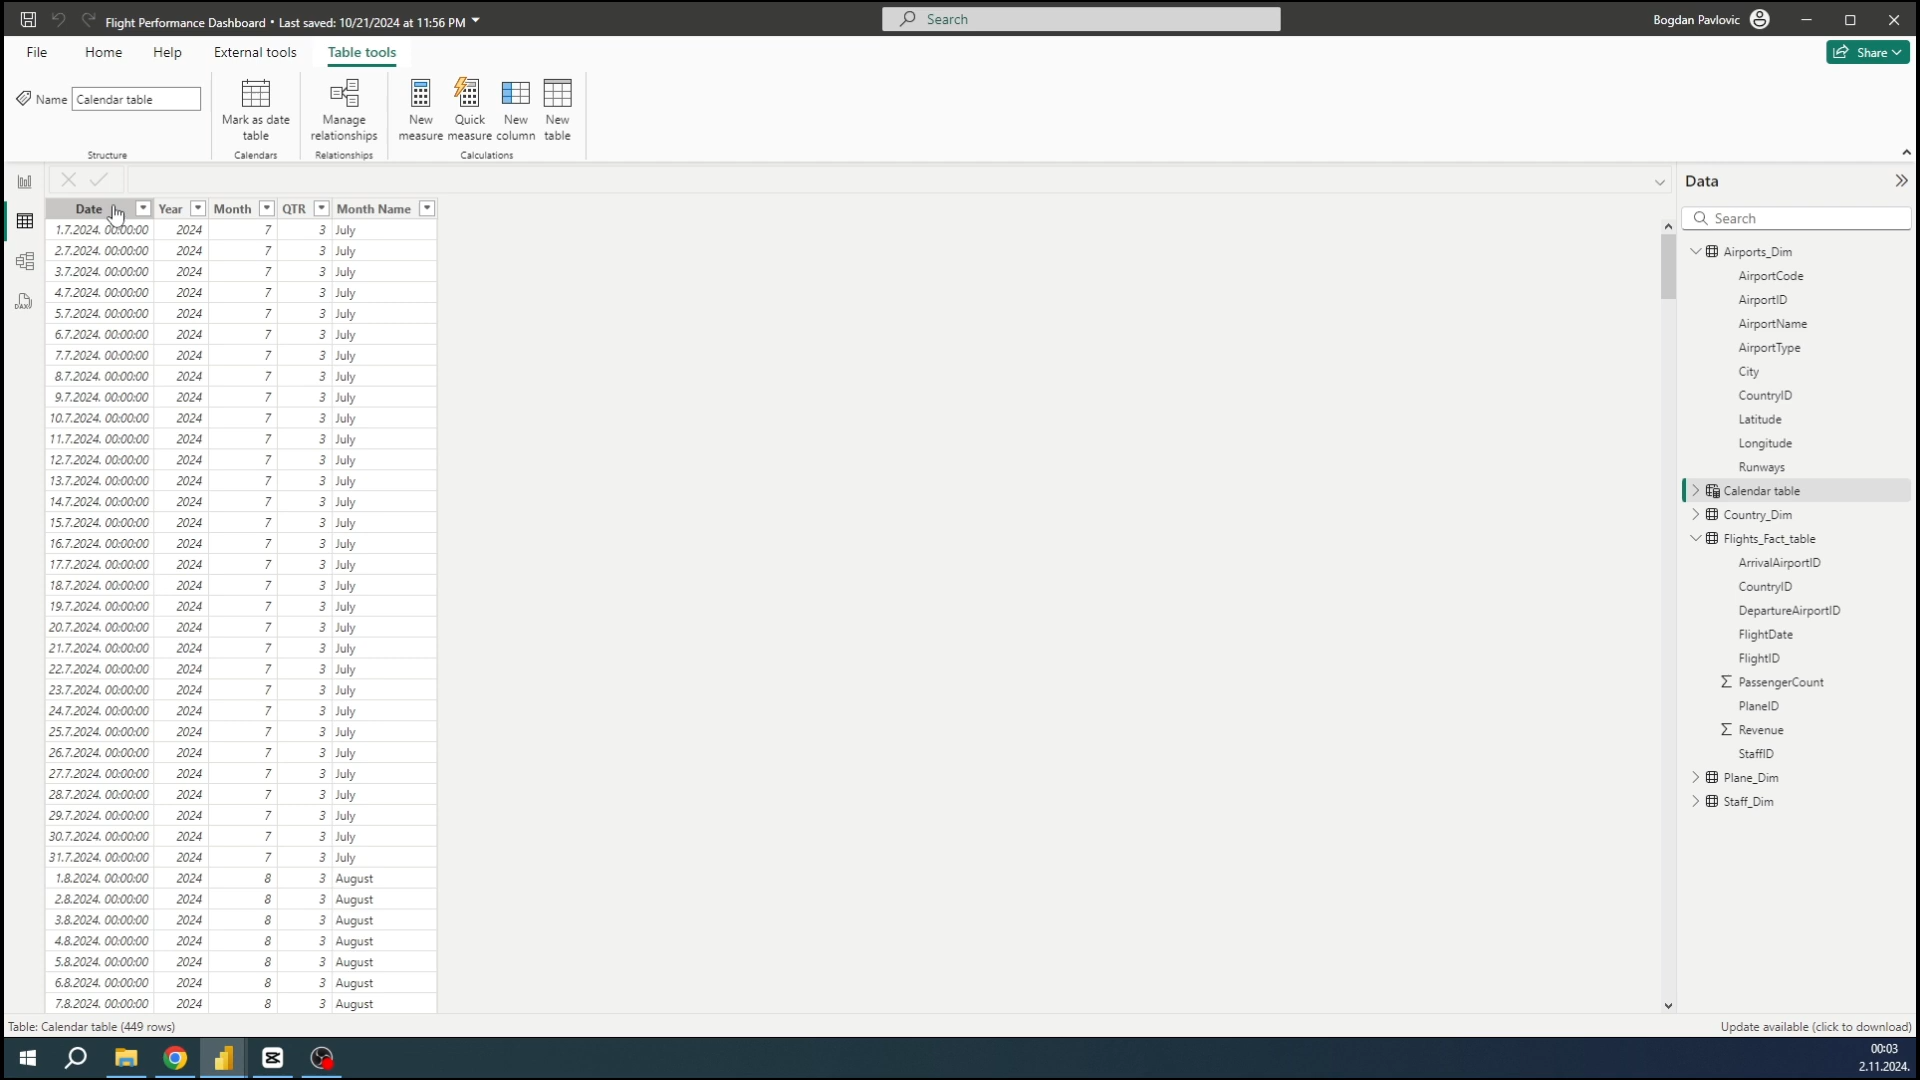 Flight Performance Dashboard • Last saved: 10/21/2024 at 11:56 PM
Search
Bogdan Pavlovic
File Home Help External tools Table tools
Share
Name Calendar table
Mark as date table
Manage relationships
New measure
Quick measure
New column
New table
Structure Calendars Relationships Calculations
Data
Search
Date Year Month QTR Month Name
1.7.2024. 00:00:00 2024 7 3 July
2.7.2024. 00:00:00 2024 7 3 July
3.7.2024. 00:00:00 2024 7 3 July
4.7.2024. 00:00:00 2024 7 3 July
5.7.2024. 00:00:00 2024 7 3 July
6.7.2024. 00:00:00 2024 7 3 July
7.7.2024. 00:00:00 2024 7 3 July
8.7.2024. 00:00:00 2024 7 3 July
9.7.2024. 00:00:00 2024 7 3 July
10.7.2024. 00:00:00 2024 7 3 July
11.7.2024. 00:00:00 2024 7 3 July
12.7.2024. 00:00:00 2024 7 3 July
13.7.2024. 00:00:00 2024 7 3 July
14.7.2024. 00:00:00 2024 7 3 July
15.7.2024. 00:00:00 2024 7 3 July
16.7.2024. 00:00:00 2024 7 3 July
17.7.2024. 00:00:00 2024 7 3 July
18.7.2024. 00:00:00 2024 7 3 July
19.7.2024. 00:00:00 2024 7 3 July
20.7.2024. 00:00:00 2024 7 3 July
21.7.2024. 00:00:00 2024 7 3 July
22.7.2024. 00:00:00 2024 7 3 July
23.7.2024. 00:00:00 2024 7 3 July
24.7.2024. 00:00:00 2024 7 3 July
25.7.2024. 00:00:00 2024 7 3 July
26.7.2024. 00:00:00 2024 7 3 July
27.7.2024. 00:00:00 2024 7 3 July
28.7.2024. 00:00:00 2024 7 3 July
29.7.2024. 00:00:00 2024 7 3 July
30.7.2024. 00:00:00 2024 7 3 July
31.7.2024. 00:00:00 2024 7 3 July
1.8.2024. 00:00:00 2024 8 3 August
2.8.2024. 00:00:00 2024 8 3 August
3.8.2024. 00:00:00 2024 8 3 August
4.8.2024. 00:00:00 2024 8 3 August
5.8.2024. 00:00:00 2024 8 3 August
6.8.2024. 00:00:00 2024 8 3 August
7.8.2024. 00:00:00 2024 8 3 August
Airports_Dim
AirportCode
AirportID
AirportName
AirportType
City
CountryID
Latitude
Longitude
Runways
Calendar table
Country_Dim
Flights_Fact_table
ArrivalAirportID
CountryID
DepartureAirportID
FlightDate
FlightID
Σ PassengerCount
PlaneID
Σ Revenue
StaffID
Plane_Dim
Staff_Dim
DAX
Table: Calendar table (449 rows)
Update available (click to download)
00:03
2.11.2024.